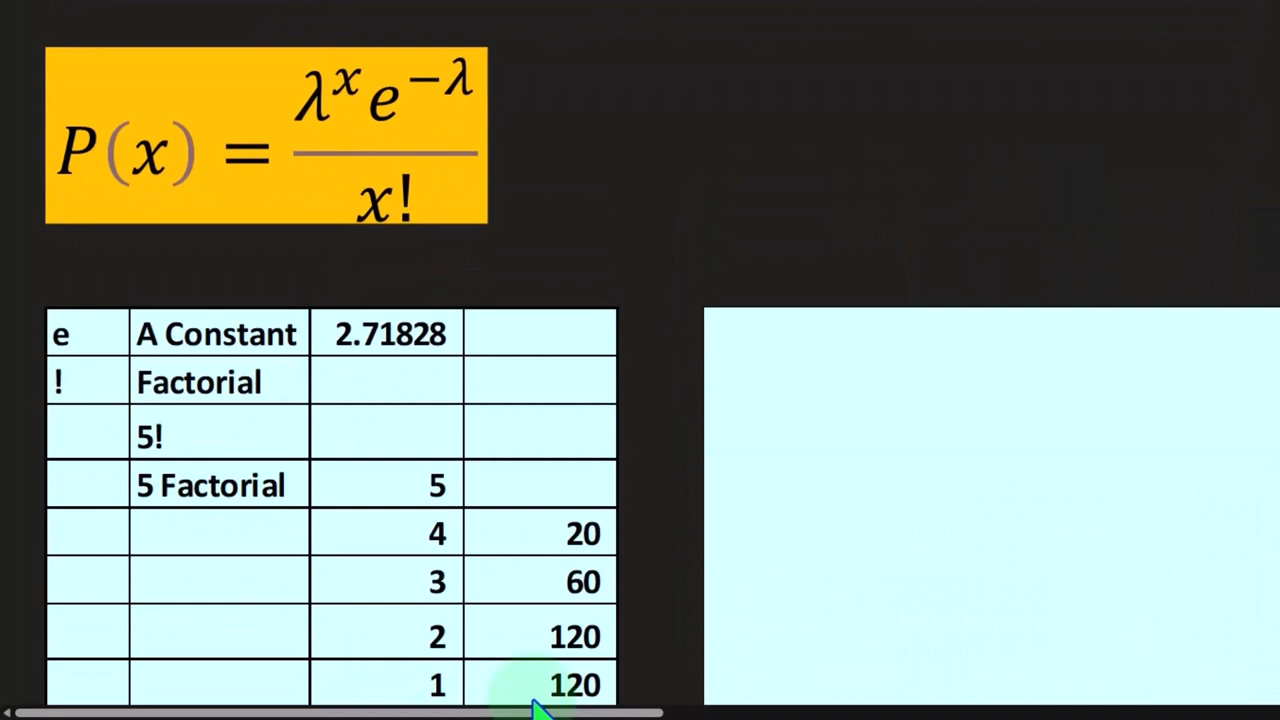 P(x) = λ^x e^−λ / x!
e A Constant 2.71828
! Factorial
5!
5 Factorial 5
4 20
3 60
2 120
1 120